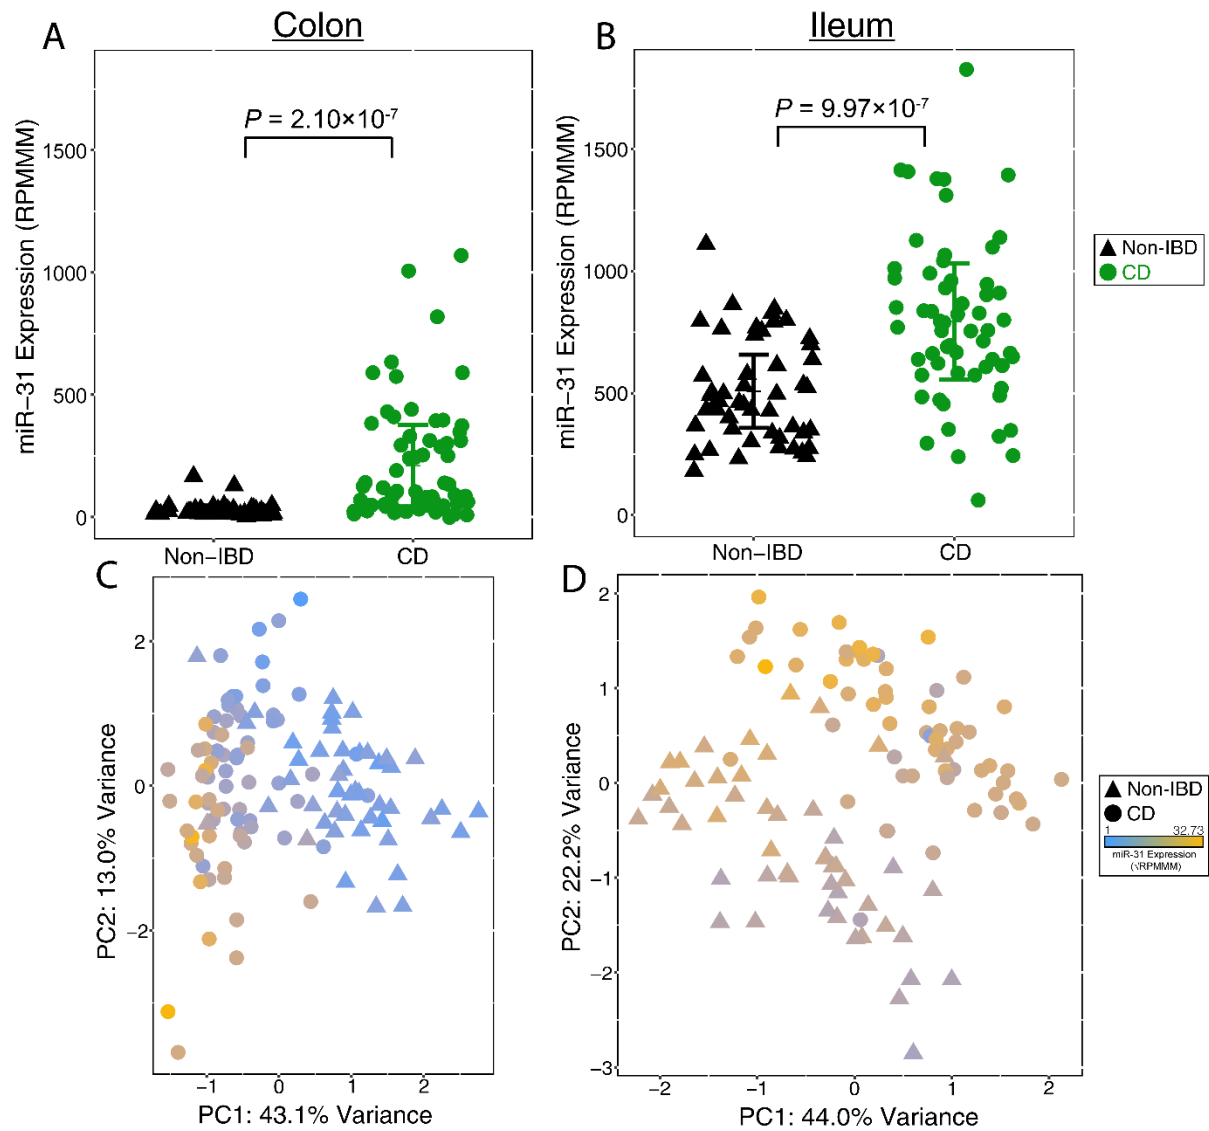 A
Colon
miR−31 Expression (RPMMM)
1500
1000
500
0
P = 2.10×10⁻⁷
Non−IBD
CD
B
Ileum
miR−31 Expression (RPMMM)
1500
1000
500
0
P = 9.97×10⁻⁷
Non−IBD
CD
Non−IBD
CD
C
PC2: 13.0% Variance
2
0
−2
−1
0
1
2
PC1: 43.1% Variance
D
PC2: 22.2% Variance
2
1
0
−1
−2
−3
−2
−1
0
1
2
PC1: 44.0% Variance
Non−IBD
CD
1
32.73
miR-31 Expression
(√RPMMM)